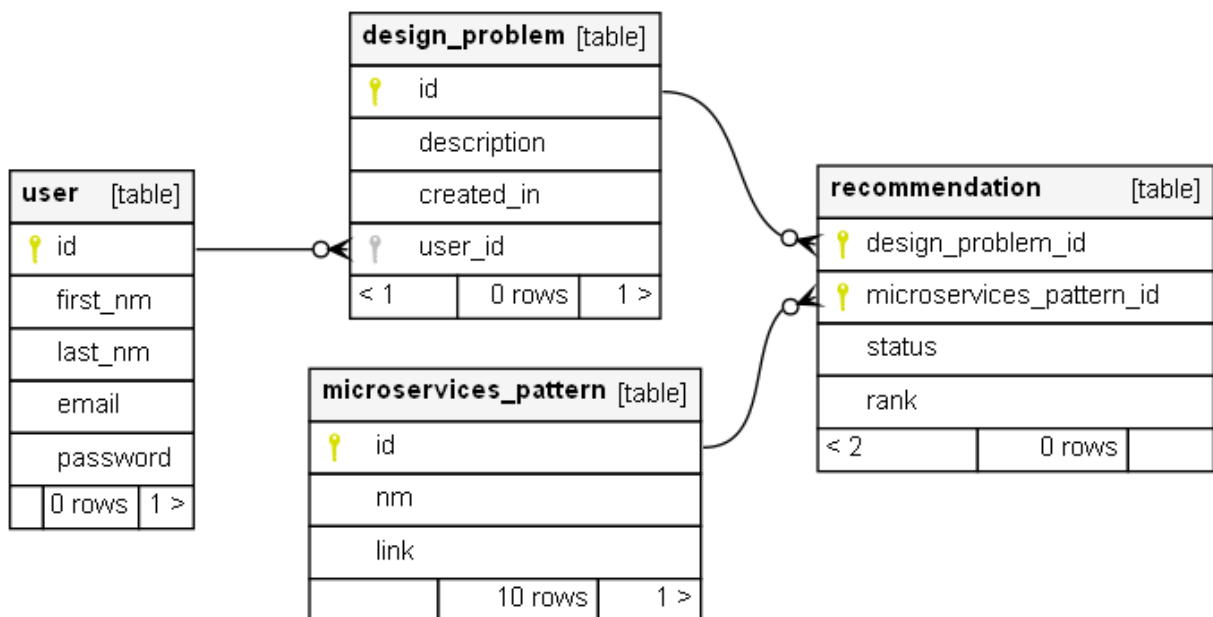 design_problem [table]
id
description
created_in
user_id
< 1 0 rows 1 >
user [table]
id
first_nm
last_nm
email
password
0 rows 1 >
microservices_pattern [table]
id
nm
link
10 rows 1 >
recommendation [table]
design_problem_id
microservices_pattern_id
status
rank
< 2 0 rows